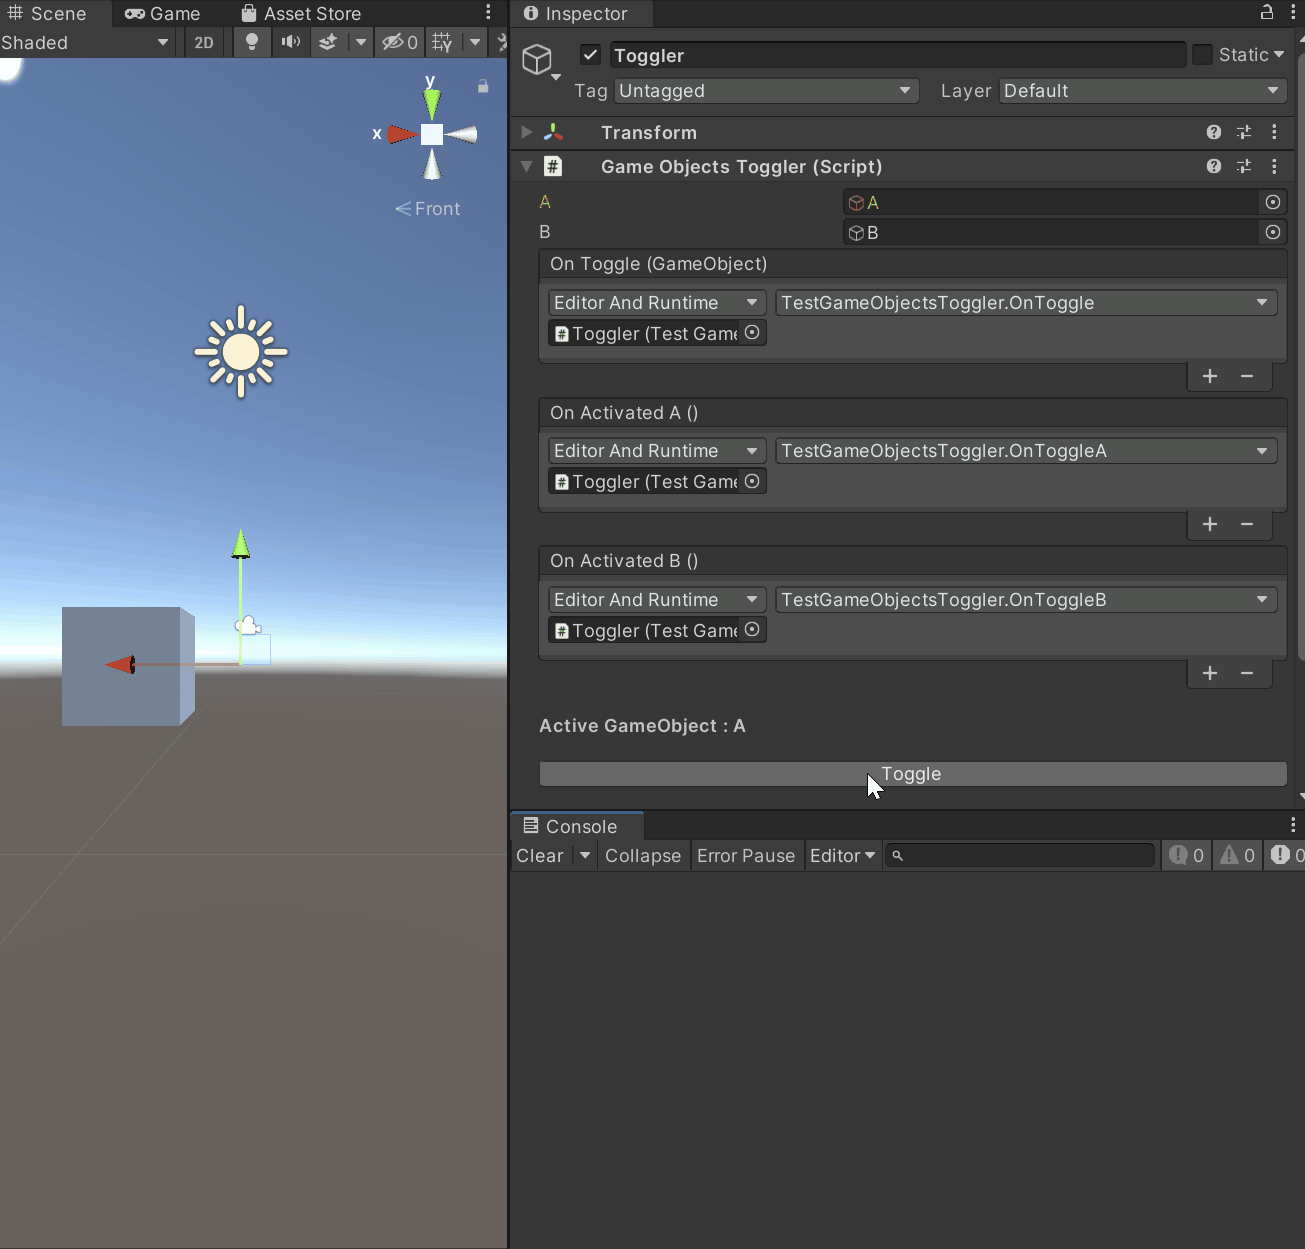 Scene
Game
Asset Store
Shaded
2D
0
y
x
Front
Inspector
Toggler
Static
Tag
Untagged
Layer
Default
Transform
Game Objects Toggler (Script)
A
A
B
B
On Toggle (GameObject)
Editor And Runtime
TestGameObjectsToggler.OnToggle
Toggler (Test Game
On Activated A ()
Editor And Runtime
TestGameObjectsToggler.OnToggleA
Toggler (Test Game
On Activated B ()
Editor And Runtime
TestGameObjectsToggler.OnToggleB
Toggler (Test Game
Active GameObject : A
Toggle
Console
Clear
Collapse
Error Pause
Editor
0
0
0